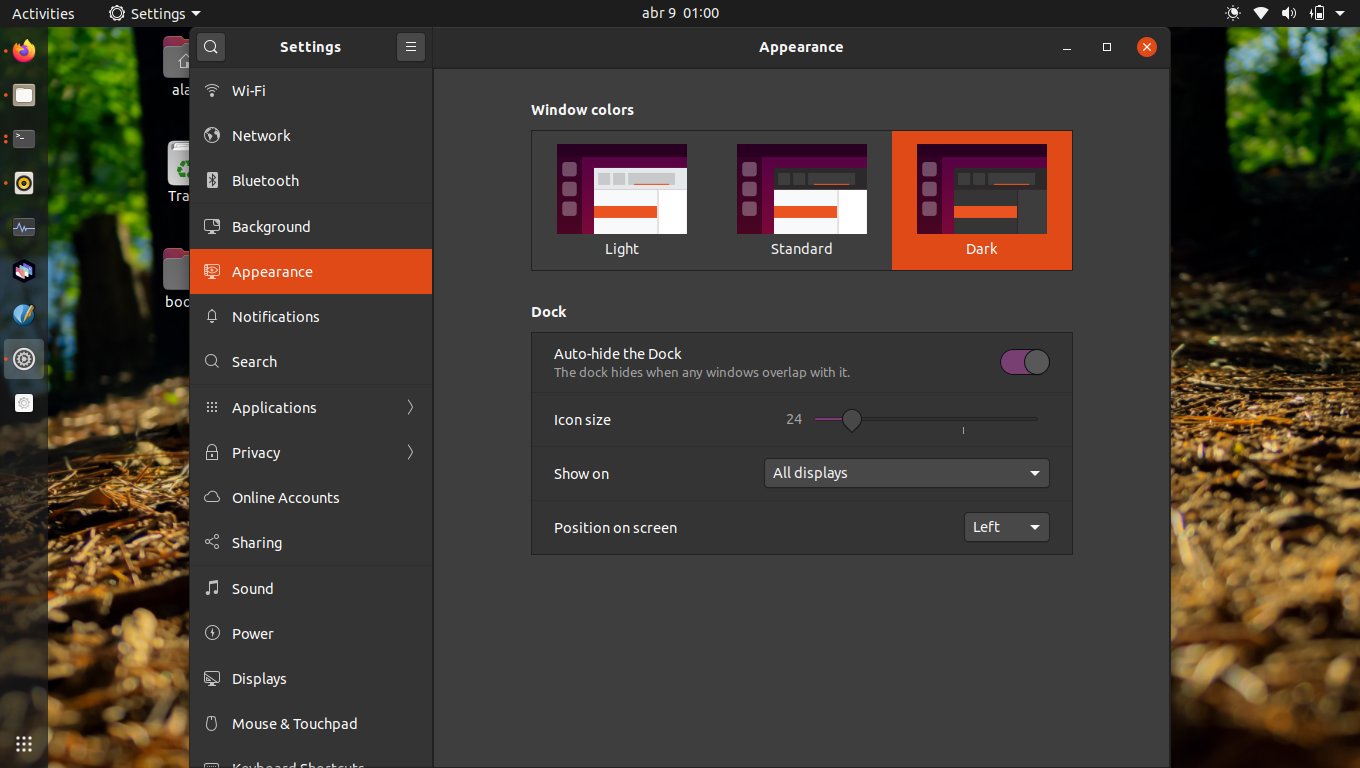 Activities
Settings
abr 9 01:00
Settings
Appearance
ala
Tra
boo
Wi-Fi
Network
Bluetooth
Background
Appearance
Notifications
Search
Applications
Privacy
Online Accounts
Sharing
Sound
Power
Displays
Mouse & Touchpad
Keyboard Shortcuts
Window colors
Light
Standard
Dark
Dock
Auto-hide the Dock
The dock hides when any windows overlap with it.
Icon size
24
Show on
All displays
Position on screen
Left